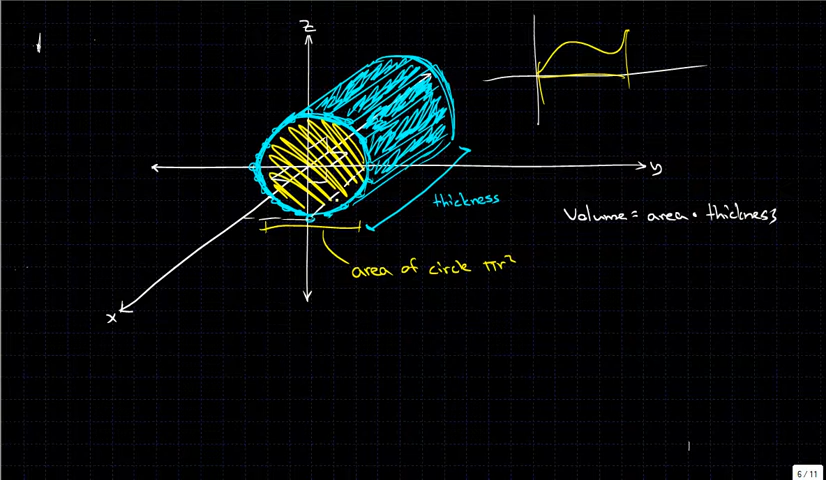 z
y
thickness
Volume = area · thickness
area of circle πr²
x
6 / 11